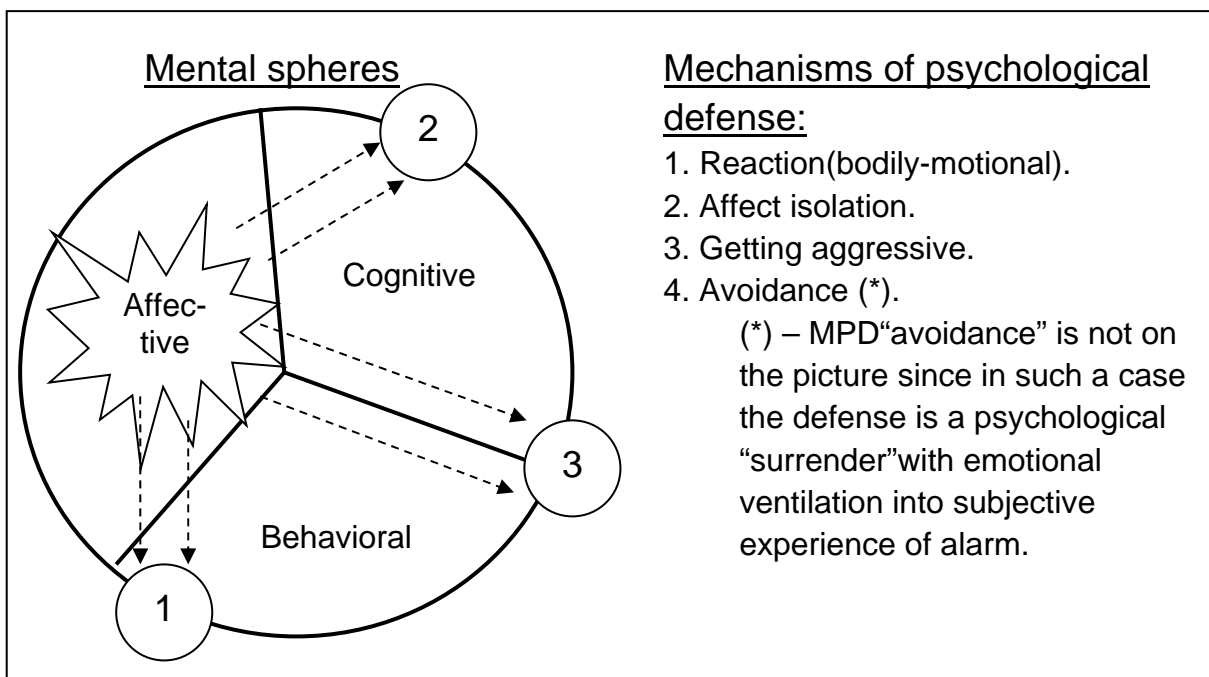 Mental spheres
2
Cognitive
Affec-
tive
3
Behavioral
1
Mechanisms of psychological
defense:
1. Reaction(bodily-motional).
2. Affect isolation.
3. Getting aggressive.
4. Avoidance (*).
(*) – MPD“avoidance” is not on
the picture since in such a case
the defense is a psychological
“surrender”with emotional
ventilation into subjective
experience of alarm.